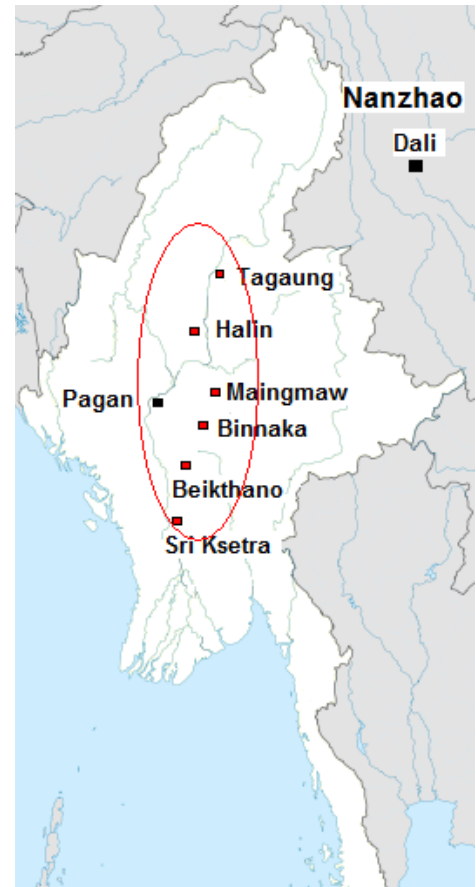 Nanzhao
Dali
Tagaung
Halin
Maingmaw
Pagan
Binnaka
Beikthano
Sri Ksetra